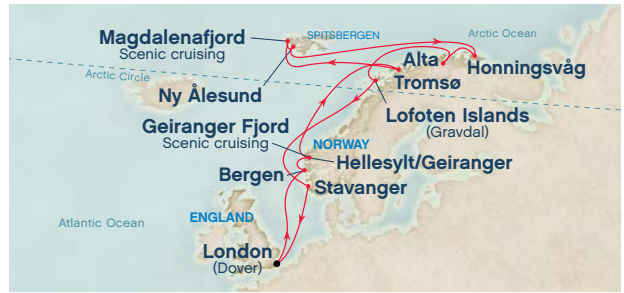 Magdalenafjord
Scenic cruising
SPITSBERGEN
Arctic Ocean
Alta
Honningsvåg
Arctic Circle
Ny Ålesund
Tromsø
Lofoten Islands
(Gravdal)
Geiranger Fjord
Scenic cruising
NORWAY
Hellesylt/Geiranger
Bergen
Stavanger
Atlantic Ocean
ENGLAND
London
(Dover)